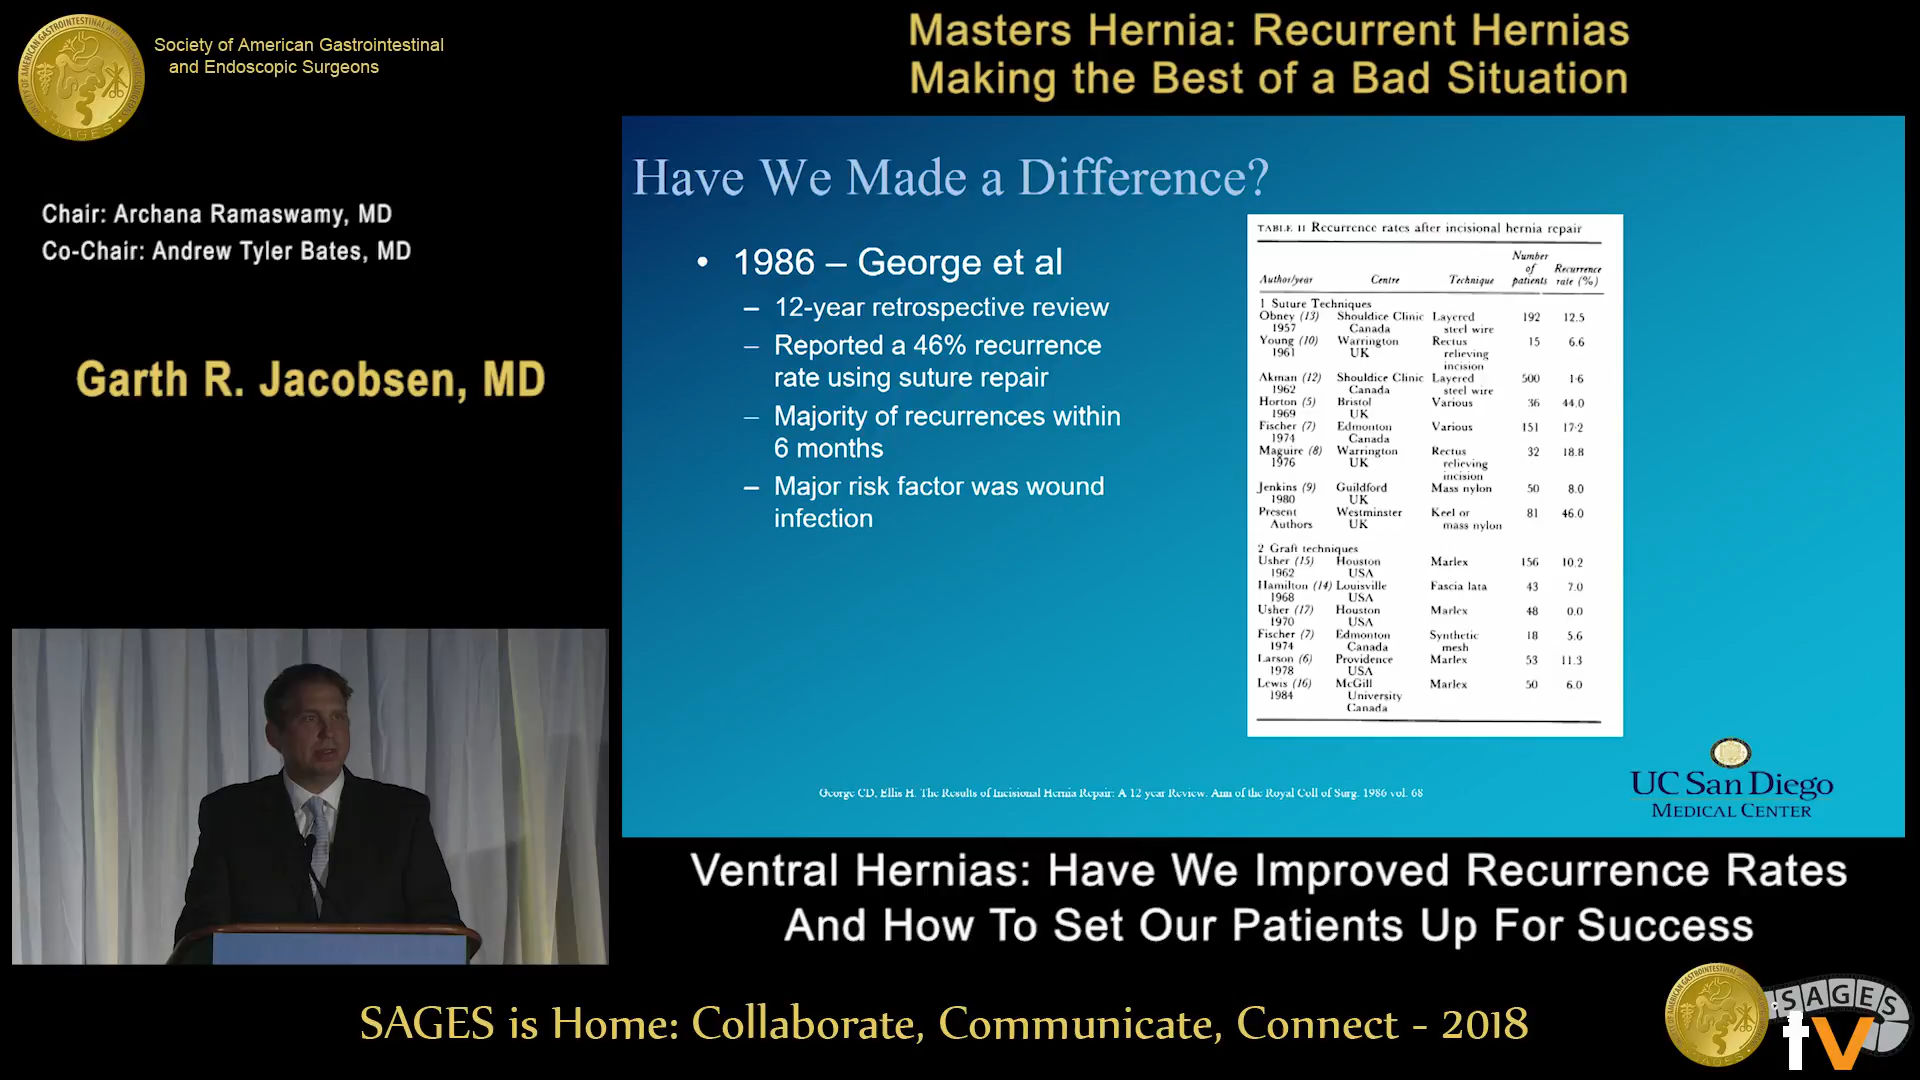 Society of American Gastrointestinal
and Endoscopic Surgeons
Masters Hernia: Recurrent Hernias
Making the Best of a Bad Situation
Chair: Archana Ramaswamy, MD
Co-Chair: Andrew Tyler Bates, MD
Garth R. Jacobsen, MD
Have We Made a Difference?
• 1986 – George et al
– 12-year retrospective review
– Reported a 46% recurrence
rate using suture repair
– Majority of recurrences within
6 months
– Major risk factor was wound
infection
TABLE II Recurrence rates after incisional hernia repair
Number
of Recurrence
Author/year Centre Technique patients rate (%)
1 Suture Techniques
Obney (13) Shouldice Clinic Layered 192 12.5
1957 Canada steel wire
Young (10) Warrington Rectus 15 6.6
1961 UK relieving
incision
Akman (12) Shouldice Clinic Layered 500 1·6
1962 Canada steel wire
Horton (5) Bristol Various 36 44.0
1969 UK
Fischer (7) Edmonton Various 151 17·2
1974 Canada
Maguire (8) Warrington Rectus 32 18.8
1976 UK relieving
incision
Jenkins (9) Guildford Mass nylon 50 8.0
1980 UK
Present Westminster Keel or 81 46.0
Authors UK mass nylon
2 Graft techniques
Usher (15) Houston Marlex 156 10.2
1962 USA
Hamilton (14) Louisville Fascia lata 43 7.0
1968 USA
Usher (17) Houston Marlex 48 0.0
1970 USA
Fischer (7) Edmonton Synthetic 18 5.6
1974 Canada mesh
Larson (6) Providence Marlex 53 11.3
1978 USA
Lewis (16) McGill Marlex 50 6.0
1984 University
Canada
George CD, Ellis H. The Results of Incisional Hernia Repair: A 12 year Review. Ann of the Royal Coll of Surg. 1986 vol. 68
UC San Diego
MEDICAL CENTER
Ventral Hernias: Have We Improved Recurrence Rates
And How To Set Our Patients Up For Success
SAGES is Home: Collaborate, Communicate, Connect - 2018
SAGES
tv